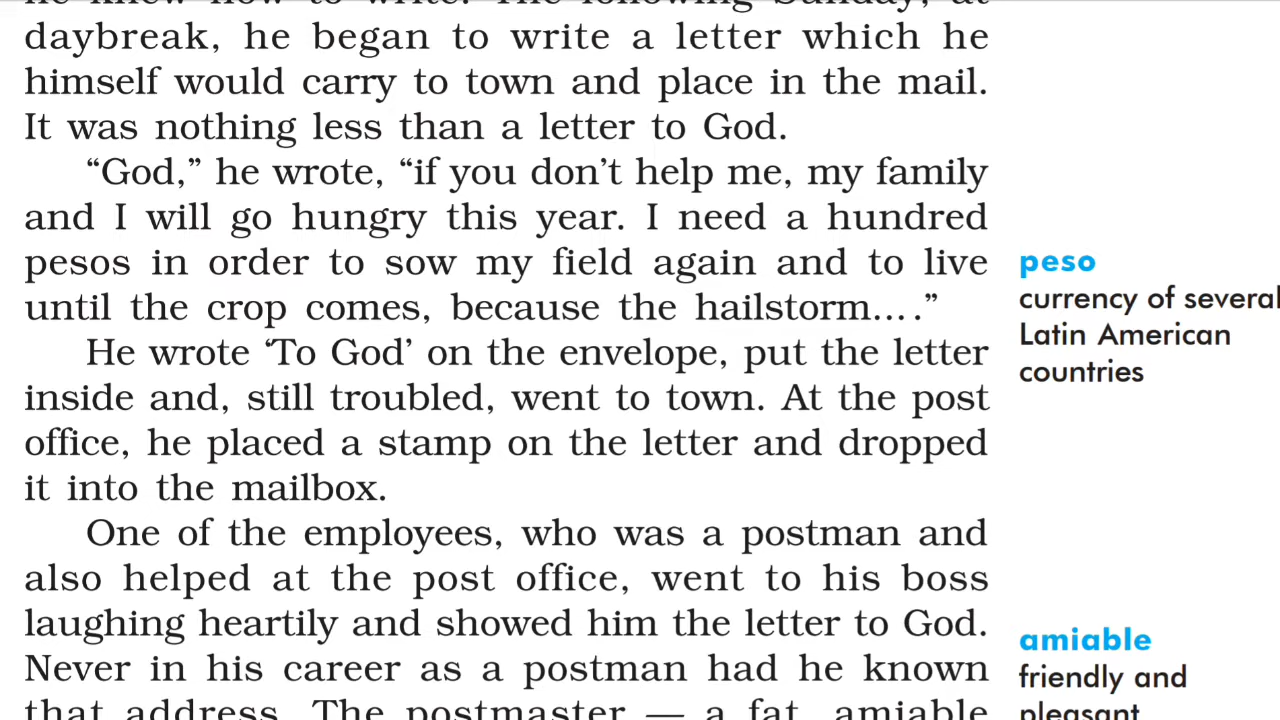 he knew how to write. The following Sunday, at
daybreak, he began to write a letter which he
himself would carry to town and place in the mail.
It was nothing less than a letter to God.
“God,” he wrote, “if you don’t help me, my family
and I will go hungry this year. I need a hundred
pesos in order to sow my field again and to live
until the crop comes, because the hailstorm... .”
He wrote ‘To God’ on the envelope, put the letter
inside and, still troubled, went to town. At the post
office, he placed a stamp on the letter and dropped
it into the mailbox.
One of the employees, who was a postman and
also helped at the post office, went to his boss
laughing heartily and showed him the letter to God.
Never in his career as a postman had he known
that address. The postmaster — a fat, amiable
peso
currency of several
Latin American
countries
amiable
friendly and
pleasant